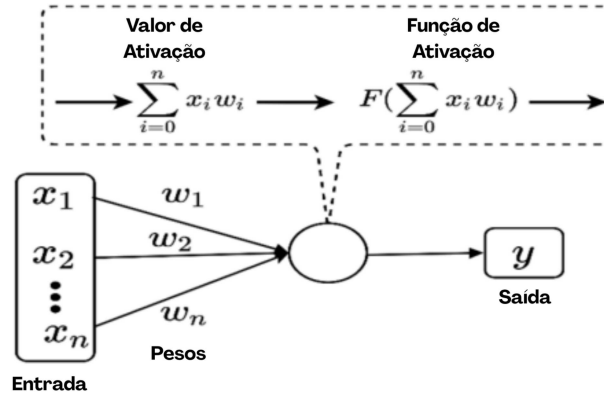 Valor de Ativação
Função de Ativação
n
∑ x_i w_i
i=0
n
F(∑ x_i w_i)
i=0
x_1
w_1
x_2
w_2
y
x_n
w_n
Saída
Pesos
Entrada